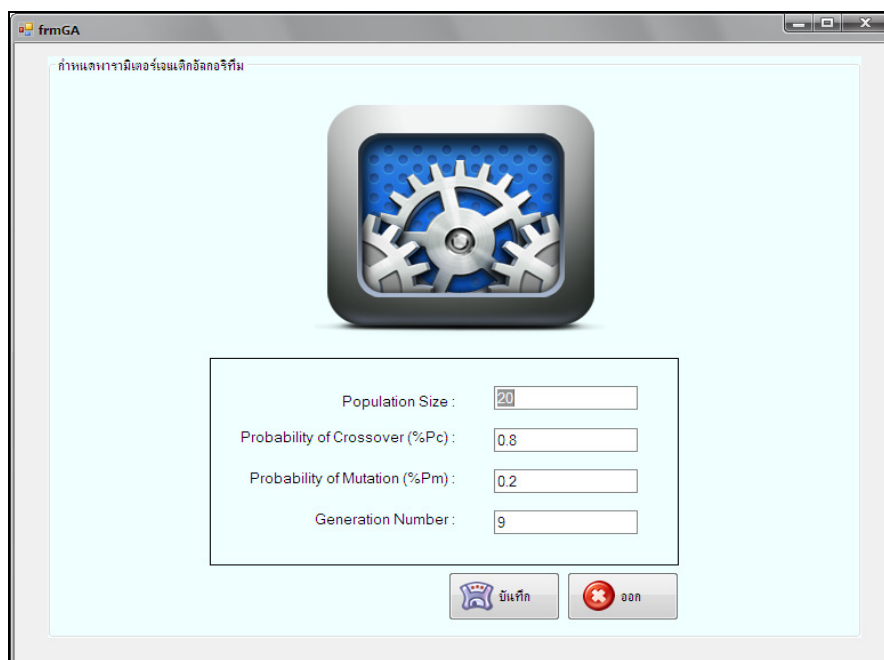 frmGA
กำหนดพารามิเตอร์เจเนติกอัลกอริทึม
Population Size : 20
Probability of Crossover (%Pc) : 0.8
Probability of Mutation (%Pm) : 0.2
Generation Number : 9
บันทึก ออก